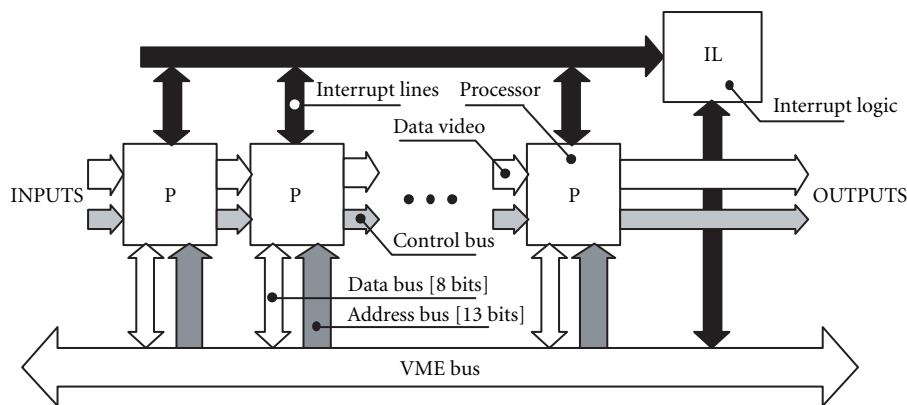 IL
Interrupt lines
Processor
Interrupt logic
Data video
INPUTS
P
P
P
OUTPUTS
Control bus
Data bus [8 bits]
Address bus [13 bits]
VME bus